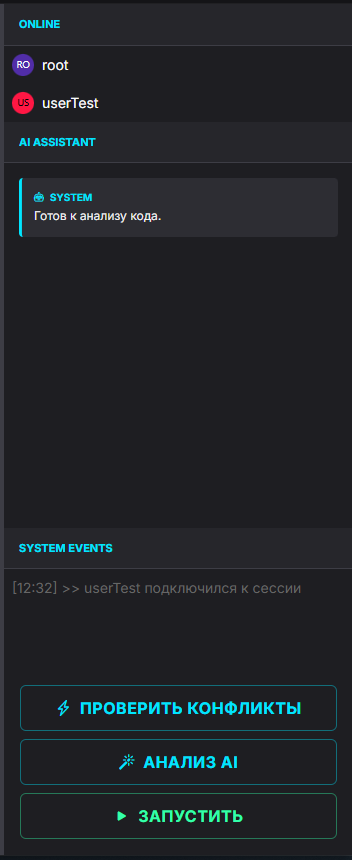 ONLINE
RO root
US userTest
AI ASSISTANT
SYSTEM
Готов к анализу кода.
SYSTEM EVENTS
[12:32] >> userTest подключился к сессии
ПРОВЕРИТЬ КОНФЛИКТЫ
АНАЛИЗ AI
ЗАПУСТИТЬ